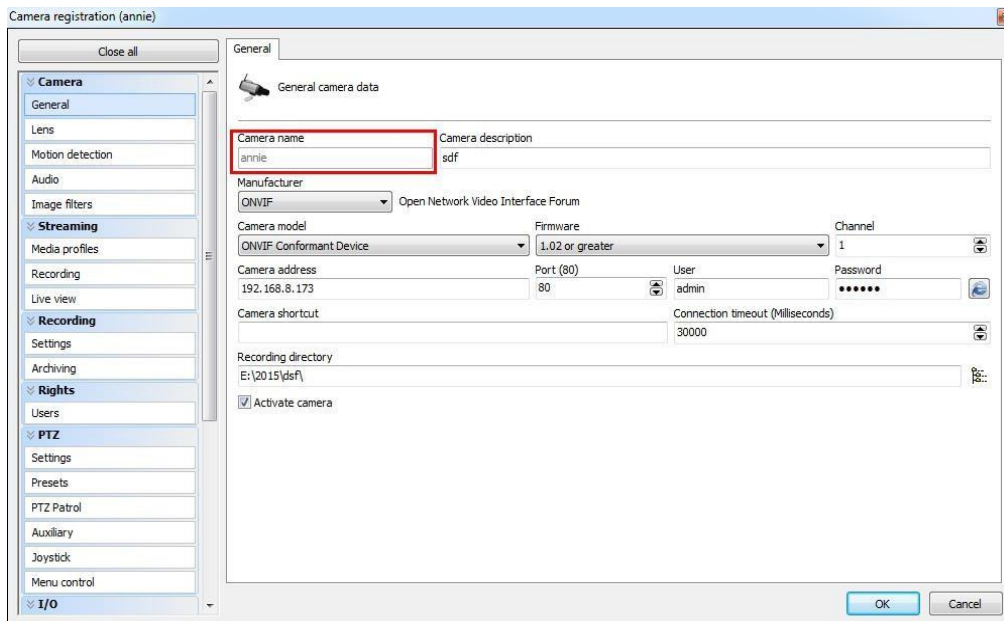 Camera registration (annie)
Close all
Camera
General
Lens
Motion detection
Audio
Image filters
Streaming
Media profiles
Recording
Live view
Recording
Settings
Archiving
Rights
Users
PTZ
Settings
Presets
PTZ Patrol
Auxiliary
Joystick
Menu control
I/O
General
General camera data
Camera name Camera description
annie sdf
Manufacturer
ONVIF Open Network Video Interface Forum
Camera model Firmware Channel
ONVIF Conformant Device 1.02 or greater 1
Camera address Port (80) User Password
192.168.8.173 80 admin ●●●●●●
Camera shortcut Connection timeout (Milliseconds)
30000
Recording directory
E:\2015\dsf\
Activate camera
OK Cancel